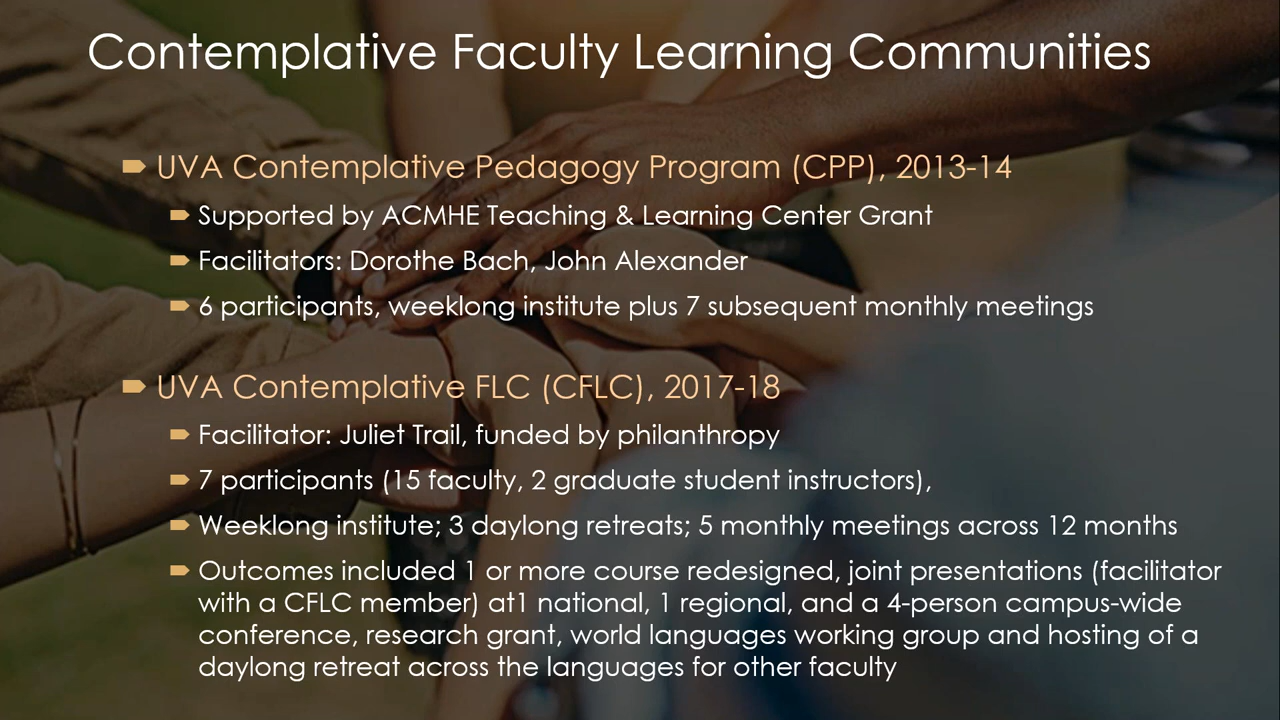 Contemplative Faculty Learning Communities
UVA Contemplative Pedagogy Program (CPP), 2013-14
Supported by ACMHE Teaching & Learning Center Grant
Facilitators: Dorothe Bach, John Alexander
6 participants, weeklong institute plus 7 subsequent monthly meetings
UVA Contemplative FLC (CFLC), 2017-18
Facilitator: Juliet Trail, funded by philanthropy
7 participants (15 faculty, 2 graduate student instructors),
Weeklong institute; 3 daylong retreats; 5 monthly meetings across 12 months
Outcomes included 1 or more course redesigned, joint presentations (facilitator
with a CFLC member) at1 national, 1 regional, and a 4-person campus-wide
conference, research grant, world languages working group and hosting of a
daylong retreat across the languages for other faculty